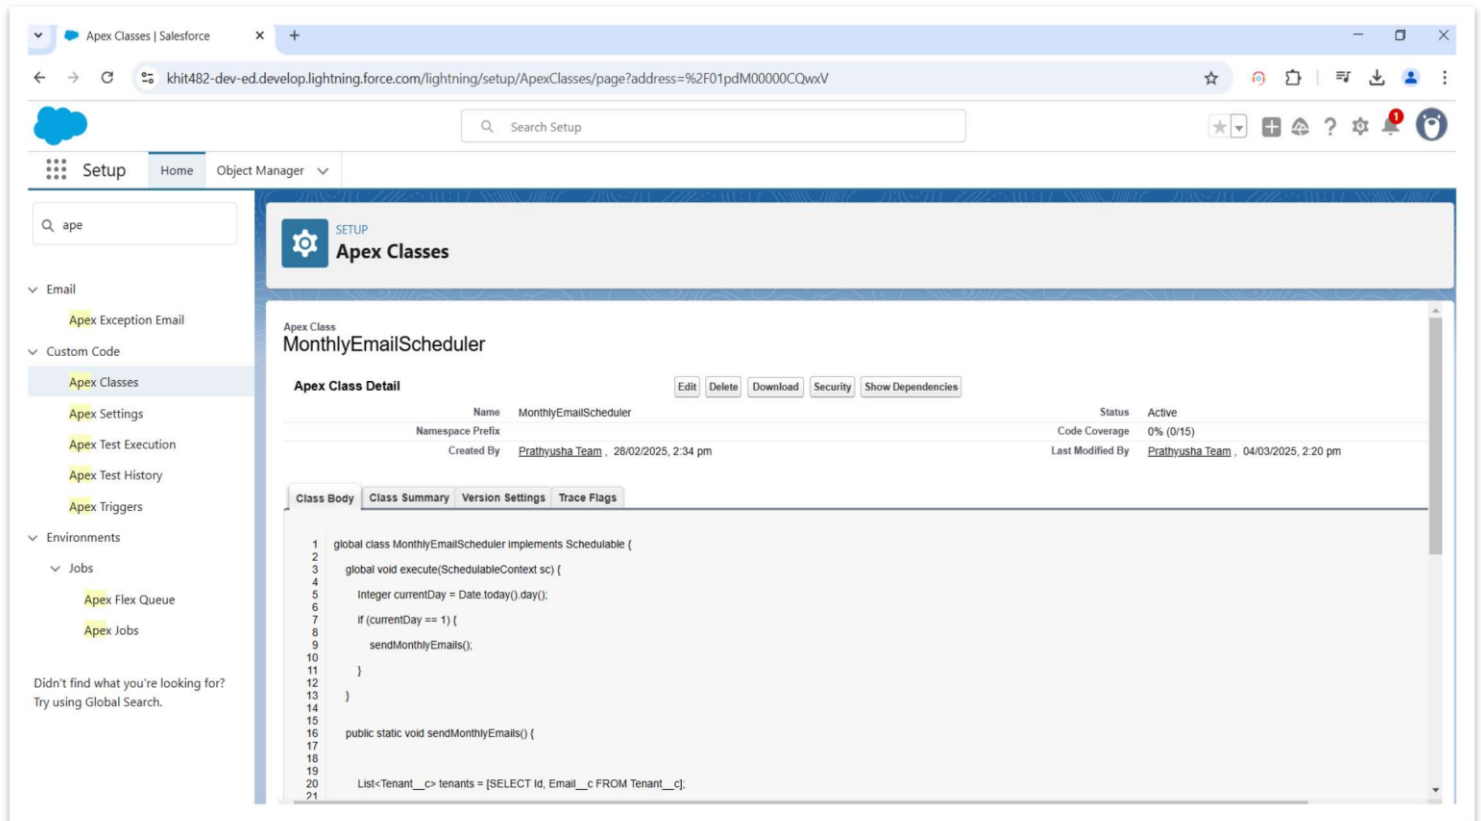 Apex Classes | Salesforce
khit482-dev-ed.develop.lightning.force.com/lightning/setup/ApexClasses/page?address=%2F01pdM00000CQwxV
Search Setup
1
Setup Home Object Manager
ape
SETUP
Apex Classes
Email
Apex Exception Email
Custom Code
Apex Classes
Apex Settings
Apex Test Execution
Apex Test History
Apex Triggers
Environments
Jobs
Apex Flex Queue
Apex Jobs
Didn't find what you're looking for?
Try using Global Search.
Apex Class
MonthlyEmailScheduler
Apex Class Detail Edit Delete Download Security Show Dependencies
Name MonthlyEmailScheduler Status Active
Namespace Prefix Code Coverage 0% (0/15)
Created By Prathyusha Team , 28/02/2025, 2:34 pm Last Modified By Prathyusha Team , 04/03/2025, 2:20 pm
Class Body Class Summary Version Settings Trace Flags
1 global class MonthlyEmailScheduler implements Schedulable {
2
3 global void execute(SchedulableContext sc) {
4
5 Integer currentDay = Date.today().day();
6
7 if (currentDay == 1) {
8
9 sendMonthlyEmails();
10
11 }
12
13 }
14
15
16 public static void sendMonthlyEmails() {
17
18
19
20 List<Tenant__c> tenants = [SELECT Id, Email__c FROM Tenant__c];
21